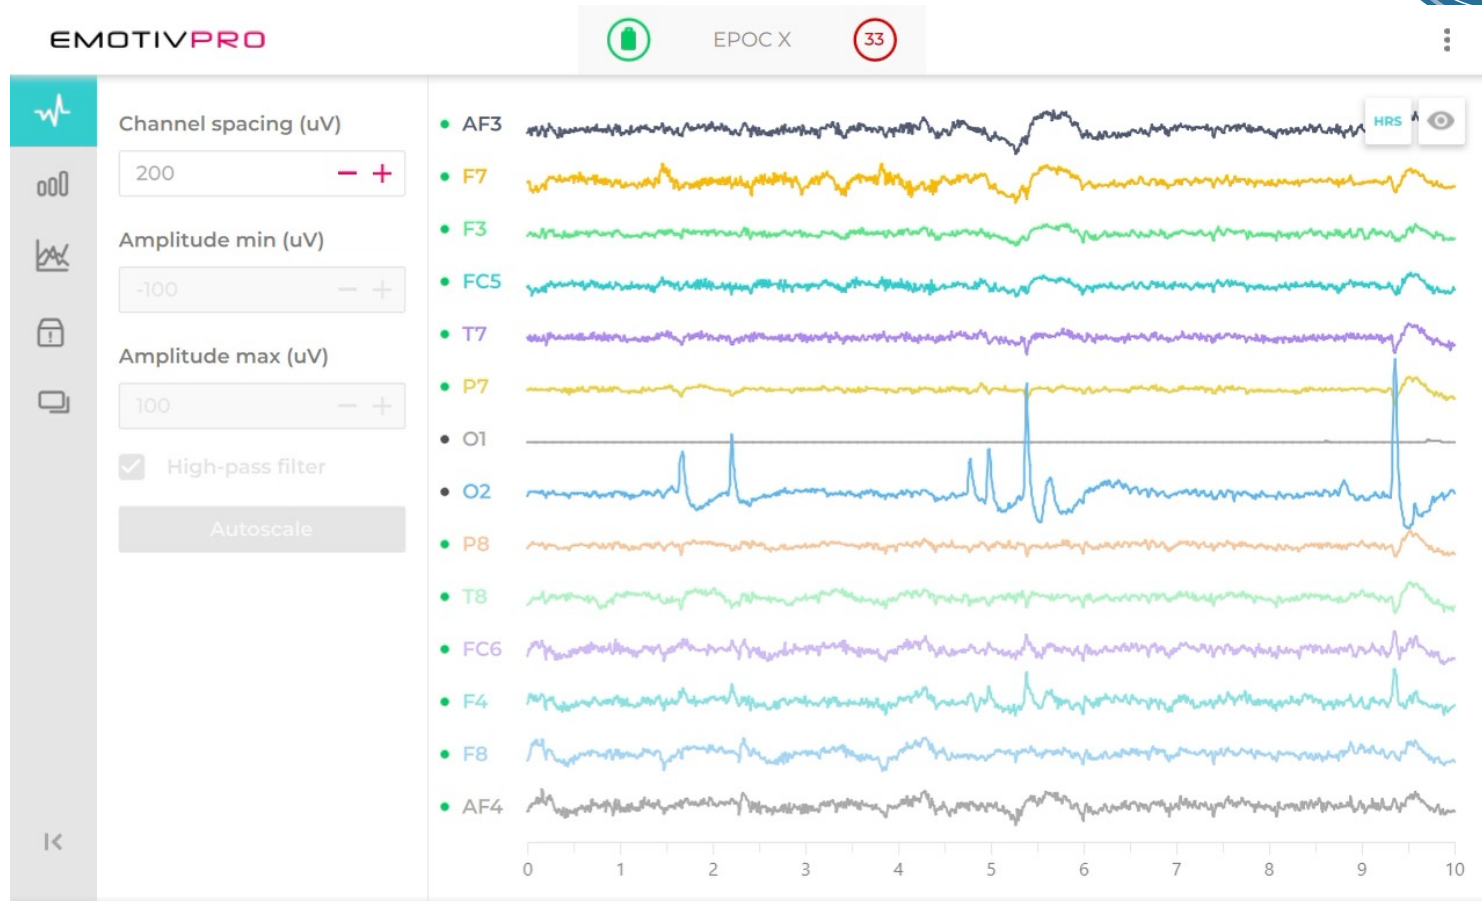 EMOTIVPRO
EPOC X
33
Channel spacing (uV)
200
Amplitude min (uV)
-100
Amplitude max (uV)
100
High-pass filter
Autoscale
HRS
AF3
F7
F3
FC5
T7
P7
O1
O2
P8
T8
FC6
F4
F8
AF4
0 1 2 3 4 5 6 7 8 9 10